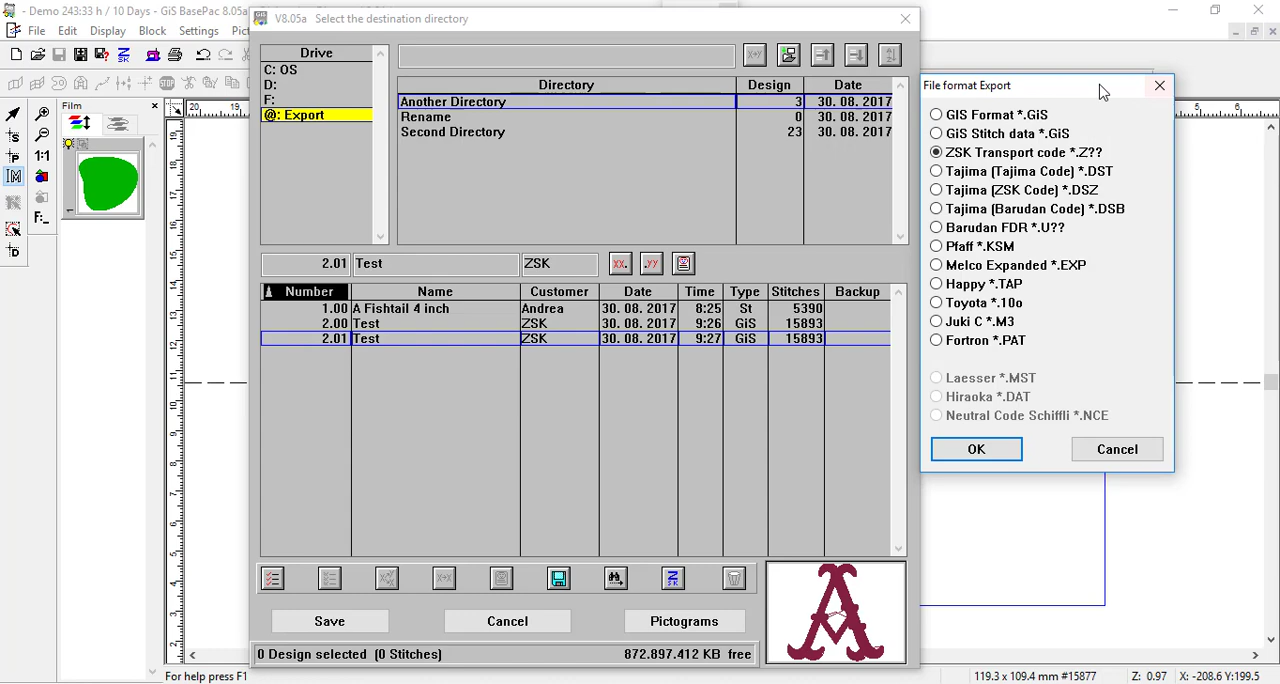 - Demo 243:33 h / 10 Days - GiS BasePac
File Edit Display Block Settings
Film
20 19
1:1
F:_
V8.05a Select the destination directory
Drive
C: OS
D:
F:
@: Export
Directory Design Date
Another Directory 3 30. 08. 2017
Rename 0 30. 08. 2017
Second Directory 23 30. 08. 2017
2.01 Test ZSK xx. .yy
Number Name Customer Date Time Type Stitches Backup
1.00 A Fishtail 4 inch Andrea 30. 08. 2017 8:25 St 5390
2.00 Test ZSK 30. 08. 2017 9:26 GiS 15893
2.01 Test ZSK 30. 08. 2017 9:27 GiS 15893
Save Cancel Pictograms
0 Design selected (0 Stitches) 872.897.412 KB free
A
File format Export
GIS Format *.GiS
GiS Stitch data *.GiS
ZSK Transport code *.Z??
Tajima (Tajima Code) *.DST
Tajima (ZSK Code) *.DSZ
Tajima (Barudan Code) *.DSB
Barudan FDR *.U??
Pfaff *.KSM
Melco Expanded *.EXP
Happy *.TAP
Toyota *.10o
Juki C *.M3
Fortron *.PAT
Laesser *.MST
Hiraoka *.DAT
Neutral Code Schiffli *.NCE
OK Cancel
For help press F1
119.3 x 109.4 mm #15877 Z: 0.97 X: -208.6 Y:199.5